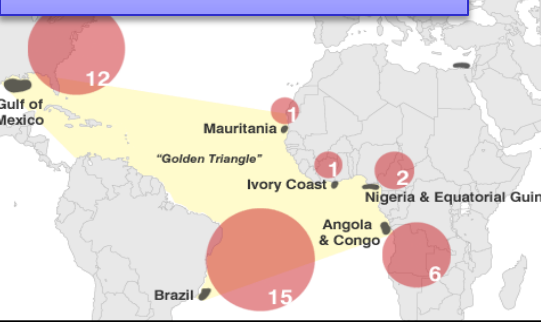 12
Gulf of
Mexico
1
Mauritania
"Golden Triangle"
1
Ivory Coast
2
Nigeria & Equatorial Guin
Angola
& Congo
6
15
Brazil